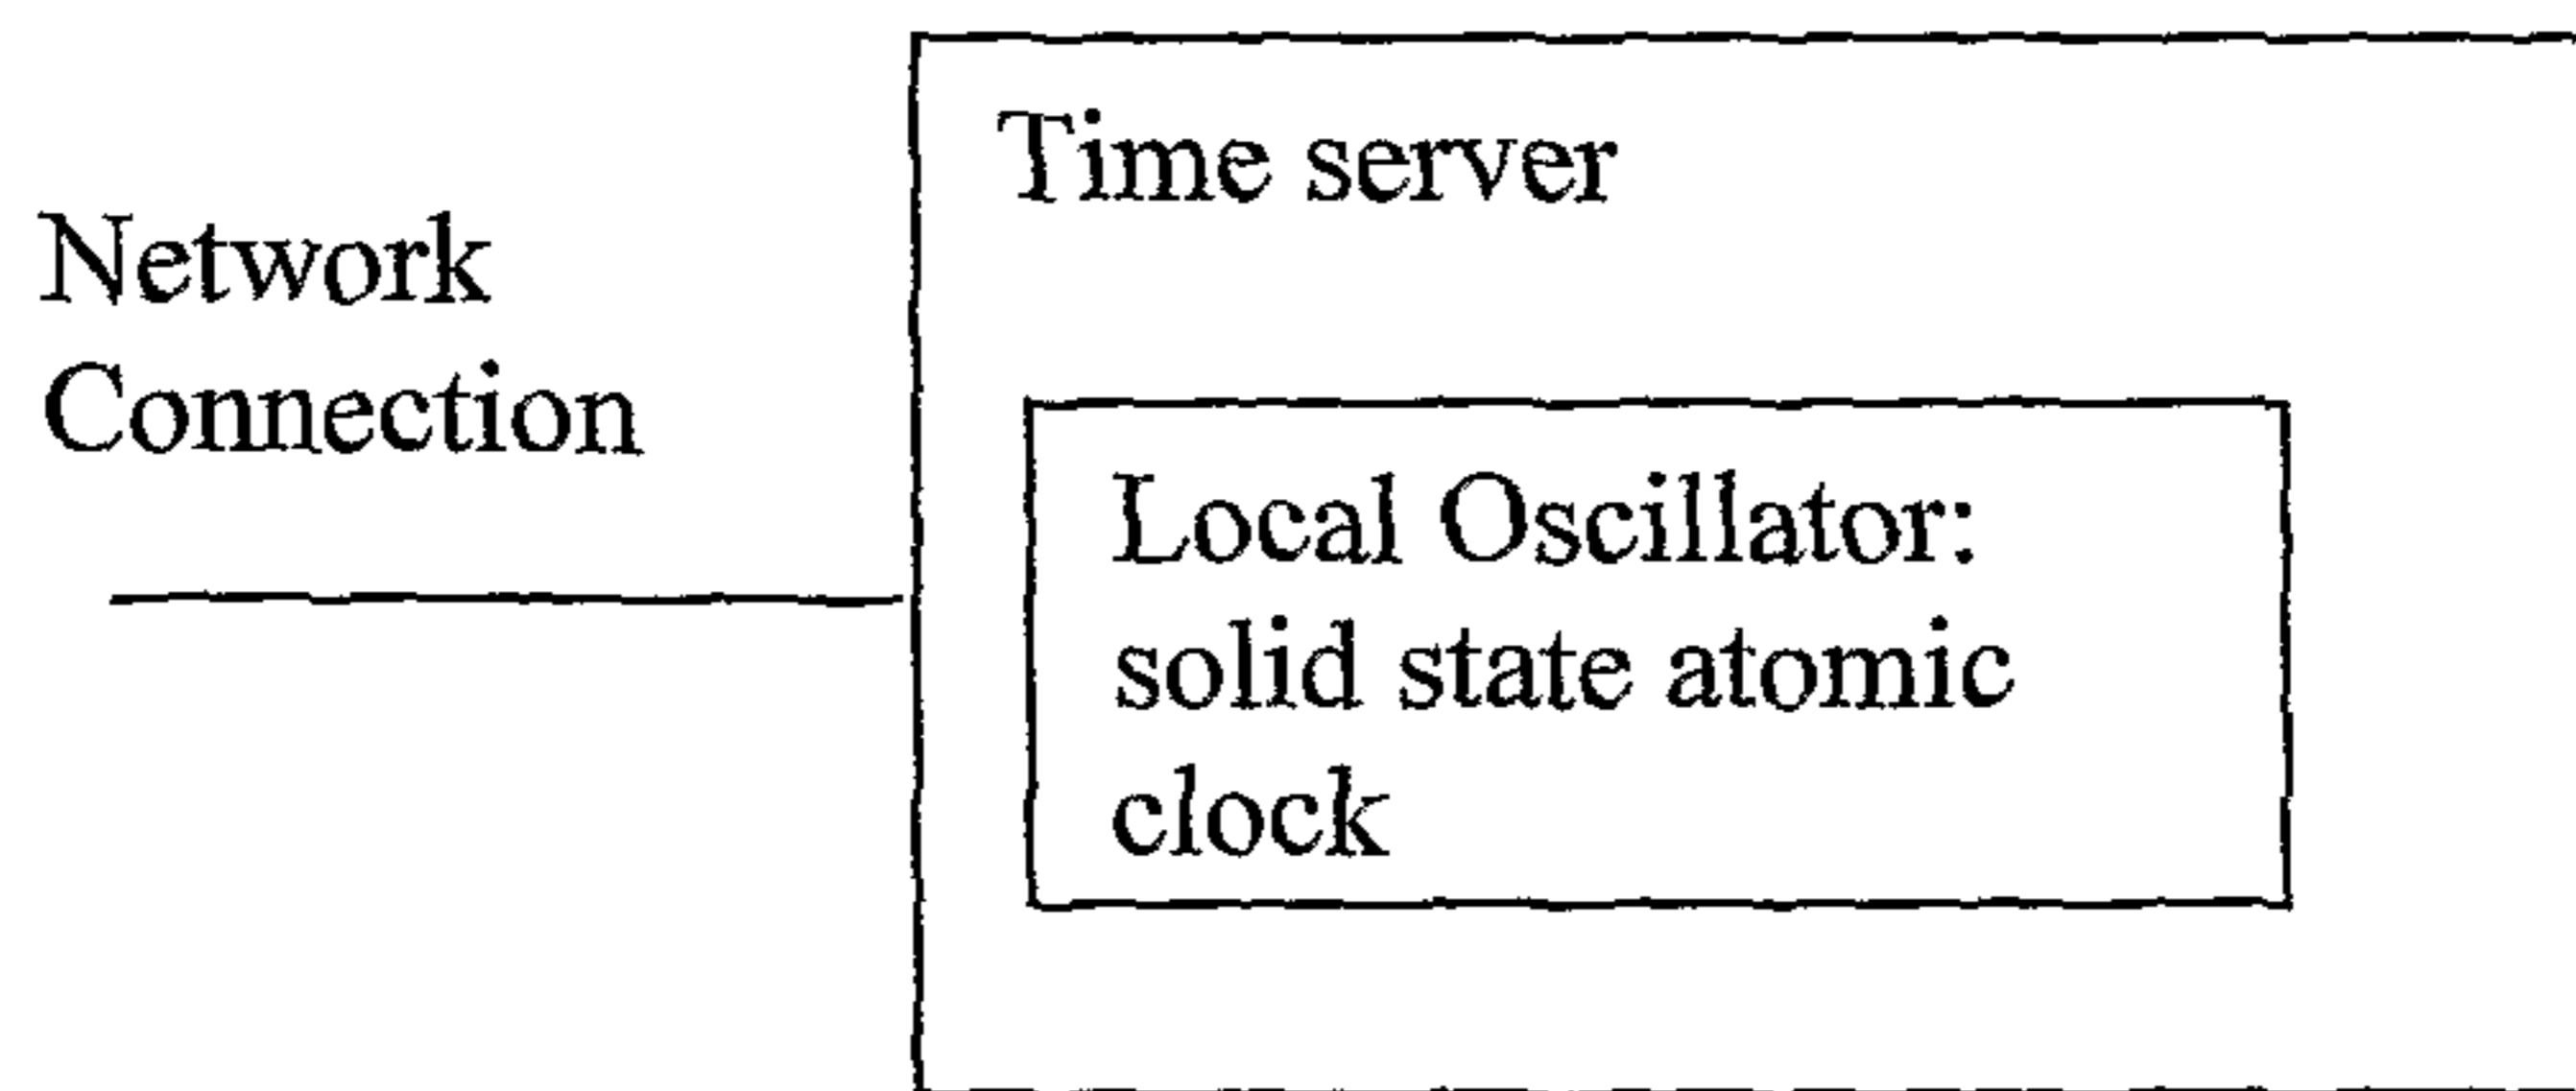 Time server
Network
Connection
Local Oscillator:
solid state atomic
clock